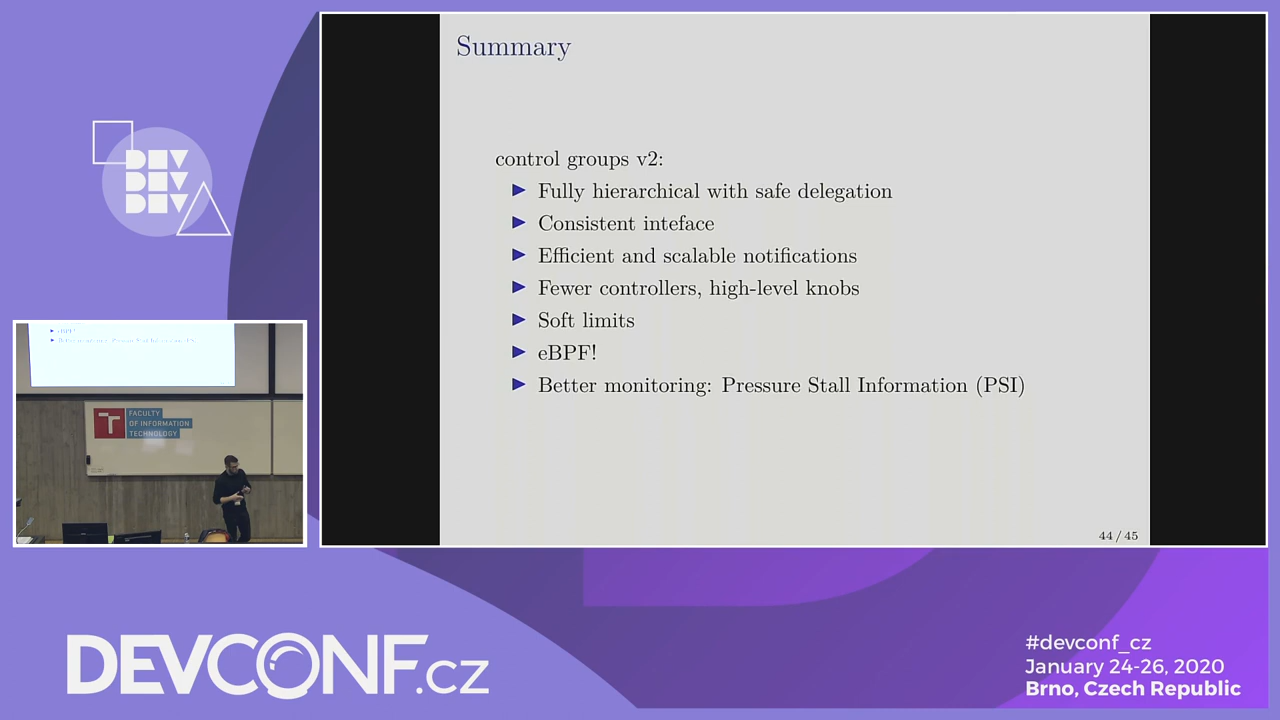 Summary
control groups v2:
Fully hierarchical with safe delegation
Consistent inteface
Efficient and scalable notifications
Fewer controllers, high-level knobs
Soft limits
eBPF!
Better monitoring: Pressure Stall Information (PSI)
44 / 45
DEV
DEV
DEV
eBPF!
FACULTY
OF INFORMATION
TECHNOLOGY
DEVCONF.cz
#devconf_cz
January 24-26, 2020
Brno, Czech Republic